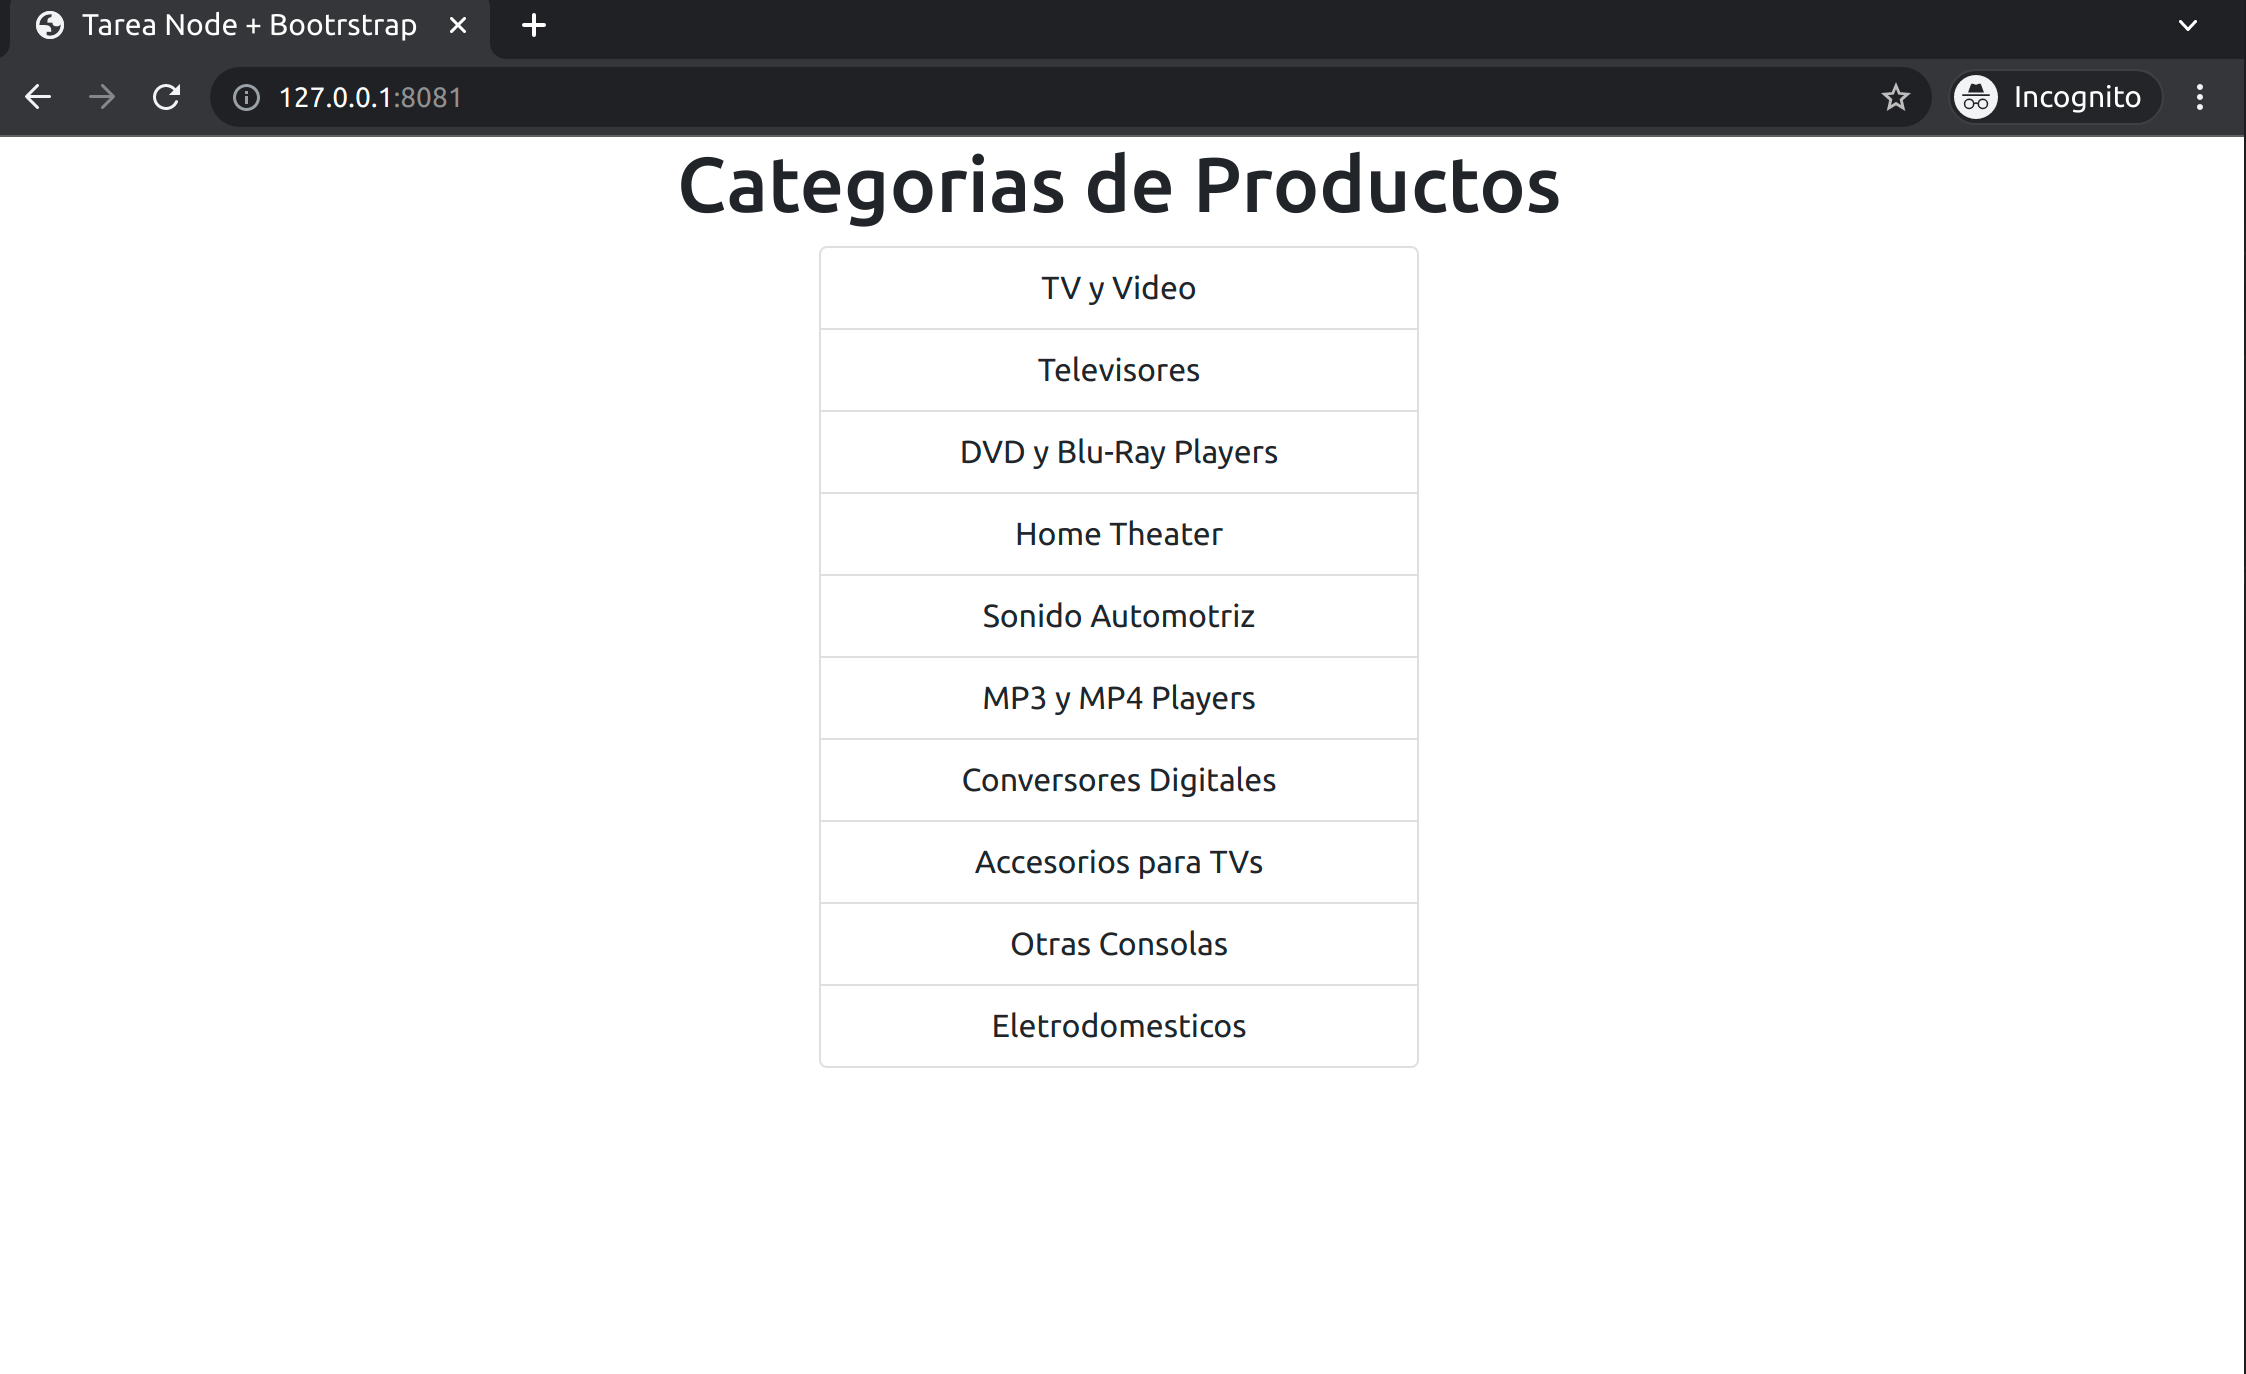 Tarea Node + Bootrstrap
127.0.0.1:8081
Incognito
Categorias de Productos
TV y Video
Televisores
DVD y Blu-Ray Players
Home Theater
Sonido Automotriz
MP3 y MP4 Players
Conversores Digitales
Accesorios para TVs
Otras Consolas
Eletrodomesticos